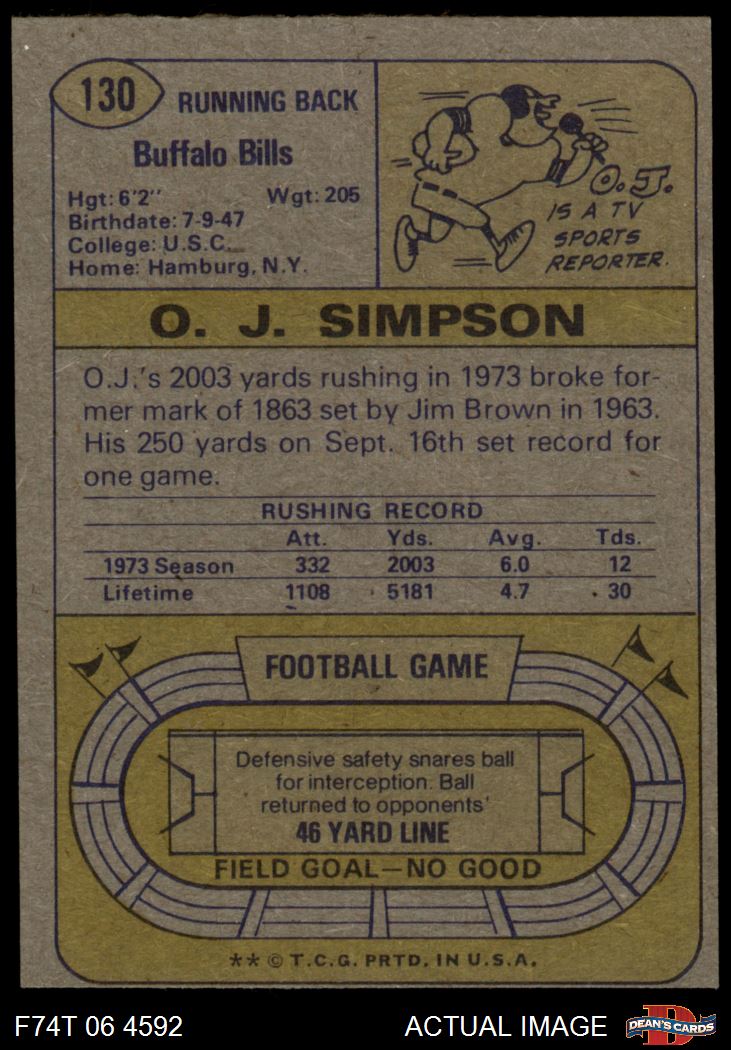 130
RUNNING BACK
Buffalo Bills
Hgt: 6'2" Wgt: 205
Birthdate: 7-9-47
College: U.S.C.
Home: Hamburg, N.Y.
O.J.
IS A TV
SPORTS
REPORTER.
O. J. SIMPSON
O.J.'s 2003 yards rushing in 1973 broke for-
mer mark of 1863 set by Jim Brown in 1963.
His 250 yards on Sept. 16th set record for
one game.
RUSHING RECORD
Att. Yds. Avg. Tds.
1973 Season 332 2003 6.0 12
Lifetime 1108 5181 4.7 30
FOOTBALL GAME
Defensive safety snares ball
for interception. Ball
returned to opponents'
46 YARD LINE
FIELD GOAL—NO GOOD
** © T.C.G. PRTD. IN U.S.A.
F74T 06 4592 ACTUAL IMAGE
D
DEAN'S CARDS